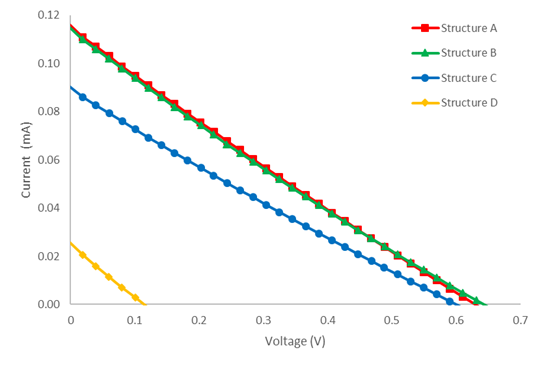 0.12
0.10
0.08
0.06
0.04
0.02
0.00
Current (mA)
0
0.1
0.2
0.3
0.4
0.5
0.6
0.7
Voltage (V)
Structure A
Structure B
Structure C
Structure D